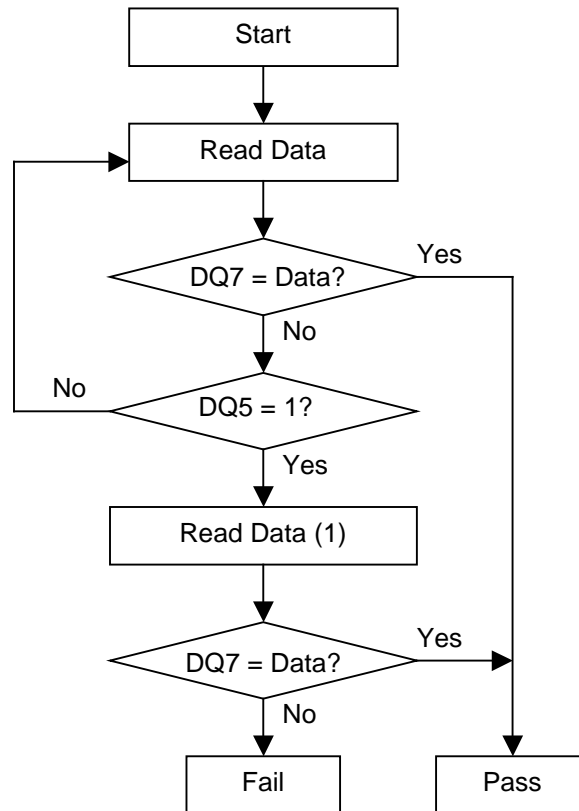 Start
Read Data
Yes
DQ7 = Data?
No
No
DQ5 = 1?
Yes
Read Data (1)
Yes
DQ7 = Data?
No
Fail
Pass